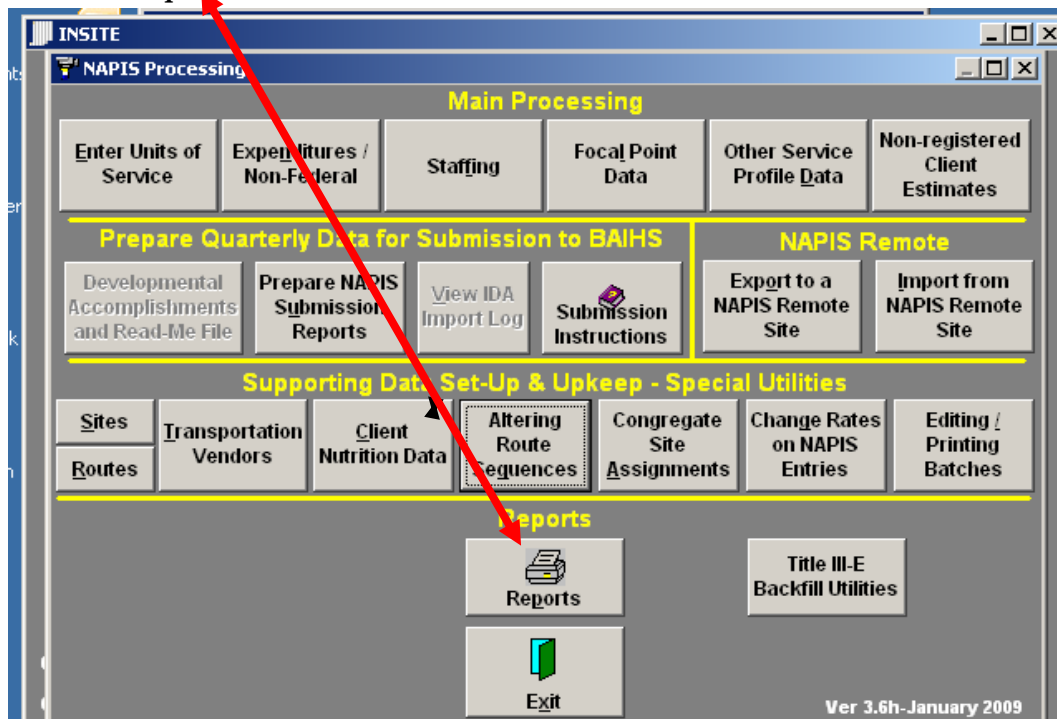 INSITE
NAPIS Processing
Main Processing
Enter Units of
Service
Expenditures /
Non-Federal
Staffing
Focal Point
Data
Other Service
Profile Data
Non-registered
Client
Estimates
Prepare Quarterly Data for Submission to BAIHS
NAPIS Remote
Developmental
Accomplishments
and Read-Me File
Prepare NAPIS
Submission
Reports
View IDA
Import Log
Submission
Instructions
Export to a
NAPIS Remote
Site
Import from
NAPIS Remote
Site
Supporting Data Set-Up & Upkeep - Special Utilities
Sites
Routes
Transportation
Vendors
Client
Nutrition Data
Altering
Route
Sequences
Congregate
Site
Assignments
Change Rates
on NAPIS
Entries
Editing /
Printing
Batches
Reports
Reports
Title III-E
Backfill Utilities
Exit
Ver 3.6h-January 2009